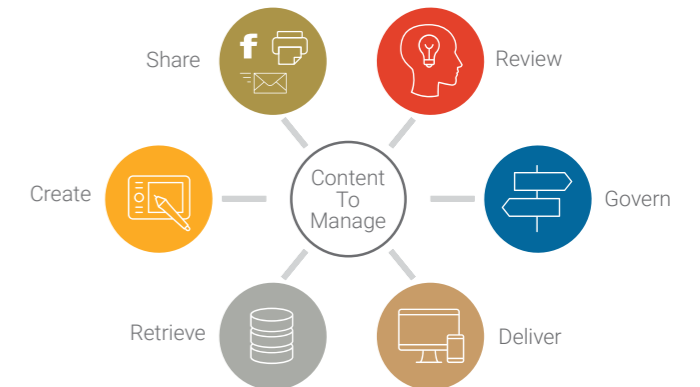 Share
Review
Create
Content
To
Manage
Govern
Retrieve
Deliver